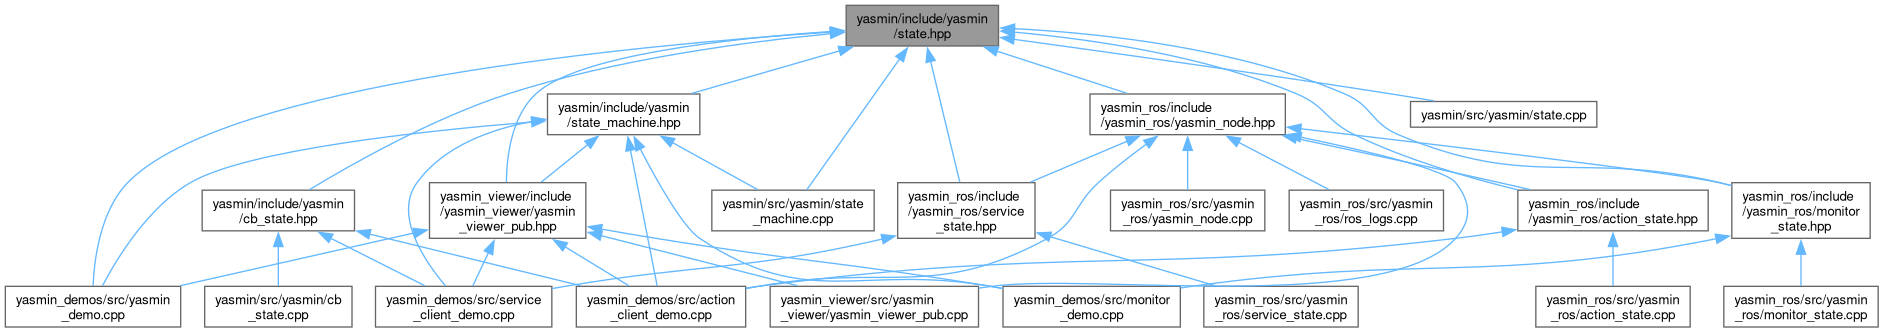 yasmin/include/yasmin
/state.hpp
yasmin/include/yasmin
/state_machine.hpp
yasmin_ros/include
/yasmin_ros/yasmin_node.hpp
yasmin/src/yasmin/state.cpp
yasmin/include/yasmin
/cb_state.hpp
yasmin_viewer/include
/yasmin_viewer/yasmin
_viewer_pub.hpp
yasmin/src/yasmin/state
_machine.cpp
yasmin_ros/include
/yasmin_ros/service
_state.hpp
yasmin_ros/src/yasmin
_ros/yasmin_node.cpp
yasmin_ros/src/yasmin
_ros/ros_logs.cpp
yasmin_ros/include
/yasmin_ros/action_state.hpp
yasmin_ros/include
/yasmin_ros/monitor
_state.hpp
yasmin_demos/src/yasmin
_demo.cpp
yasmin/src/yasmin/cb
_state.cpp
yasmin_demos/src/service
_client_demo.cpp
yasmin_demos/src/action
_client_demo.cpp
yasmin_viewer/src/yasmin
_viewer/yasmin_viewer_pub.cpp
yasmin_demos/src/monitor
_demo.cpp
yasmin_ros/src/yasmin
_ros/service_state.cpp
yasmin_ros/src/yasmin
_ros/action_state.cpp
yasmin_ros/src/yasmin
_ros/monitor_state.cpp